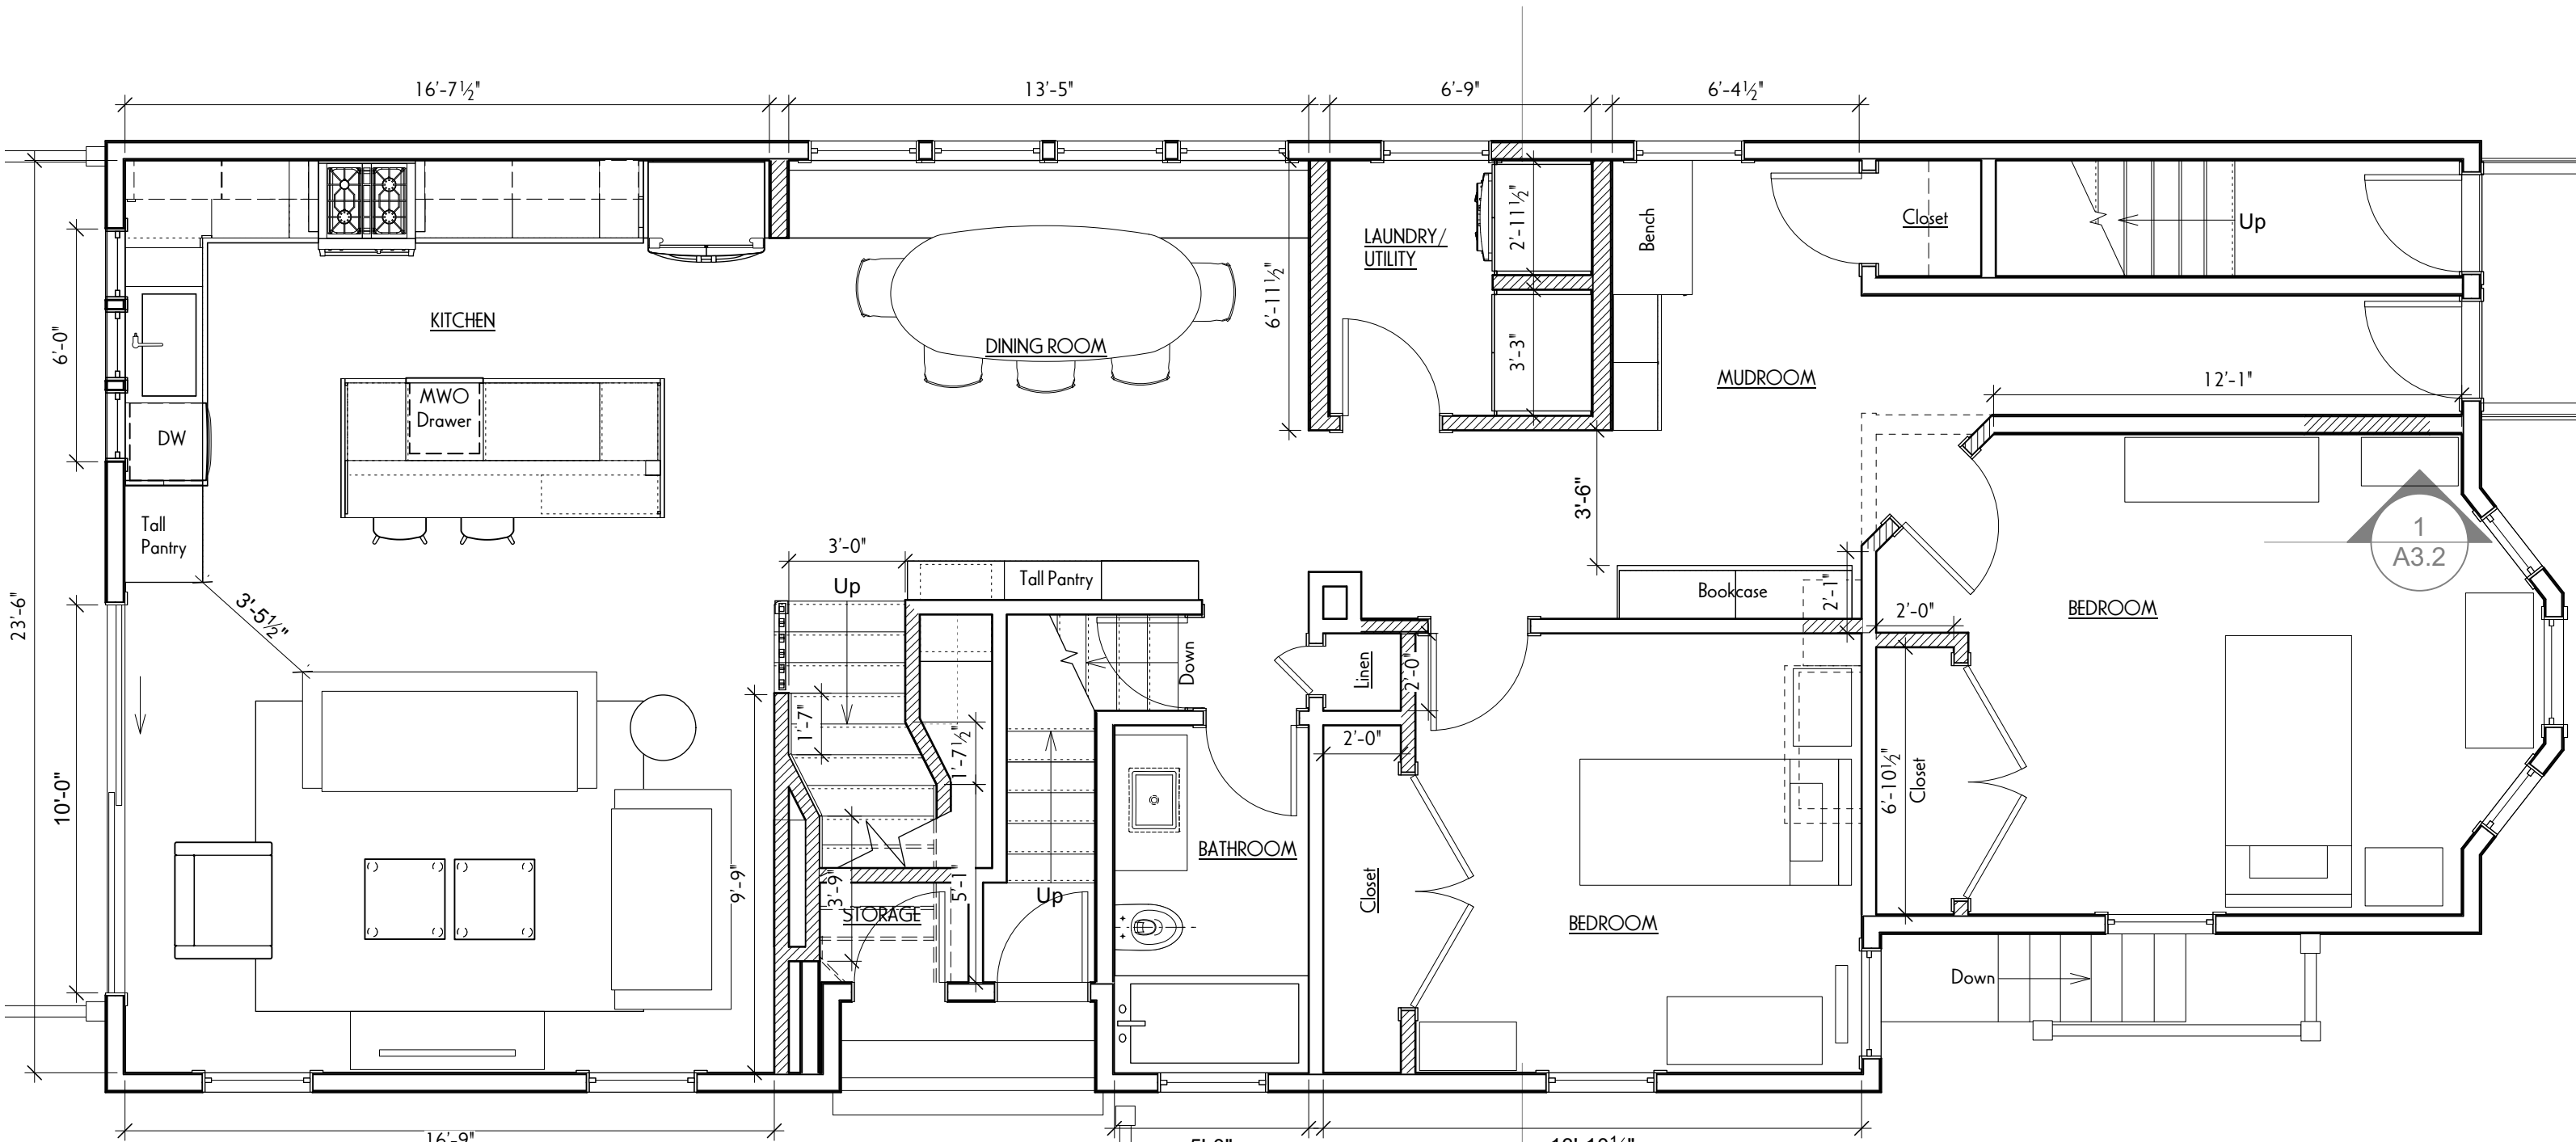 16'-7½"
13'-5"
6'-9"
6'-4½"
Closet
Up
Bench
LAUNDRY/
UTILITY
2'-11½"
3'-3"
6'-11½"
KITCHEN
DINING ROOM
6'-0"
MWO
Drawer
DW
MUDROOM
12'-1"
Tall
Pantry
3'-6"
1
A3.2
23'-6"
3'-5½"
3'-0"
Up
Tall Pantry
Bookcase
2'-1"
2'-0"
BEDROOM
Down
Linen
2'-0"
1'-7"
1'-7½"
2'-0"
10'-0"
6'-10½"
Closet
9'-9"
3'-9"
STORAGE
5'-1"
Up
BATHROOM
Closet
BEDROOM
Down
16'-9"